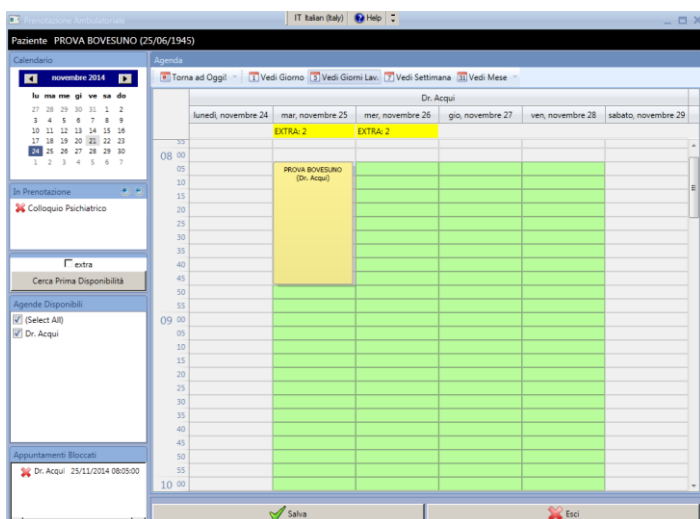 Prenotazione Ambulatoriale
IT Italian (Italy) Help
Paziente PROVA BOVESUNO (25/06/1945)
Calendario
novembre 2014
lu ma me gi ve sa do
27 28 29 30 31 1 2
3 4 5 6 7 8 9
10 11 12 13 14 15 16
17 18 19 20 21 22 23
24 25 26 27 28 29 30
1 2 3 4 5 6 7
In Prenotazione
Colloquio Psichiatrico
extra
Cerca Prima Disponibilità
Agende Disponibili
(Select All)
Dr. Acqui
Appuntamenti Bloccati
Dr. Acqui 25/11/2014 08:05:00
Agenda
Torna ad Oggi! 1 Vedi Giorno 5 Vedi Giorni Lav. 7 Vedi Settimana 31 Vedi Mese
Dr. Acqui
lunedì, novembre 24 mar, novembre 25 mer, novembre 26 gio, novembre 27 ven, novembre 28 sabato, novembre 29
EXTRA: 2 EXTRA: 2
55
08 00
05
10
15
20
25
30
35
40
45
50
55
09 00
05
10
15
20
25
30
35
40
45
50
55
10 00
PROVA BOVESUNO
(Dr. Acqui)
Salva
Esci